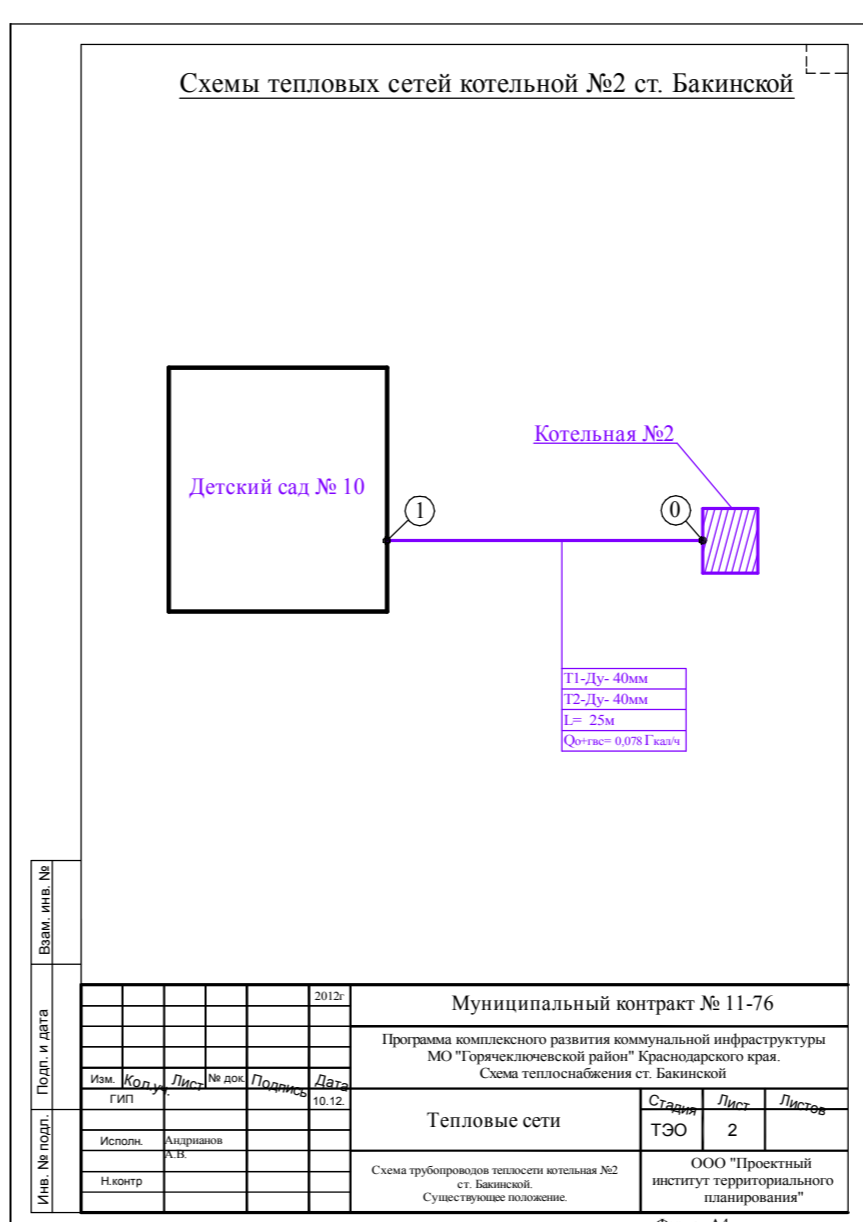 Схемы тепловых сетей котельной №2 ст. Бакинской
Котельная №2
Детский сад № 10
1
0
Т1-Ду- 40мм
Т2-Ду- 40мм
L= 25м
Qо+гвс= 0,078 Гкал/ч
Взам. инв. №
Подп. и дата
Инв. № подл.
2012г
Изм. Кол.уч. Лист № док Подпись Дата
ГИП 10.12.
Исполн. Андрианов А.В.
Н.контр
Муниципальный контракт № 11-76
Программа комплексного развития коммунальной инфраструктуры
МО "Горячеключевской район" Краснодарского края.
Схема теплоснабжения ст. Бакинской
Тепловые сети
Стадия Лист Листов
ТЭО 2
Схема трубопроводов теплосети котельная №2
ст. Бакинской.
Существующее положение.
ООО "Проектный
институт территориального
планирования"